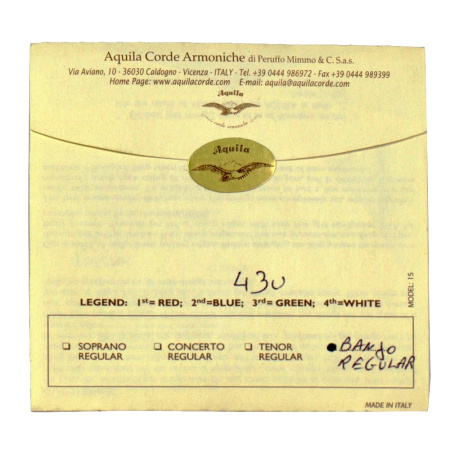 Aquila Corde Armoniche di Peruffo Mimmo & C. S.a.s.
Via Aviano, 10 - 36030 Caldogno - Vicenza - ITALY - Tel. +39 0444 986972 - Fax +39 0444 989399
Home Page: www.aquilacorde.com E-mail: aquila@aquilacorde.com
Aquila
Aquila
43U
LEGEND: 1st= RED; 2nd=BLUE; 3rd= GREEN; 4th=WHITE
MODEL: 15
❑ SOPRANO REGULAR
❑ CONCERTO REGULAR
❑ TENOR REGULAR
● BANJO REGULAR
MADE IN ITALY